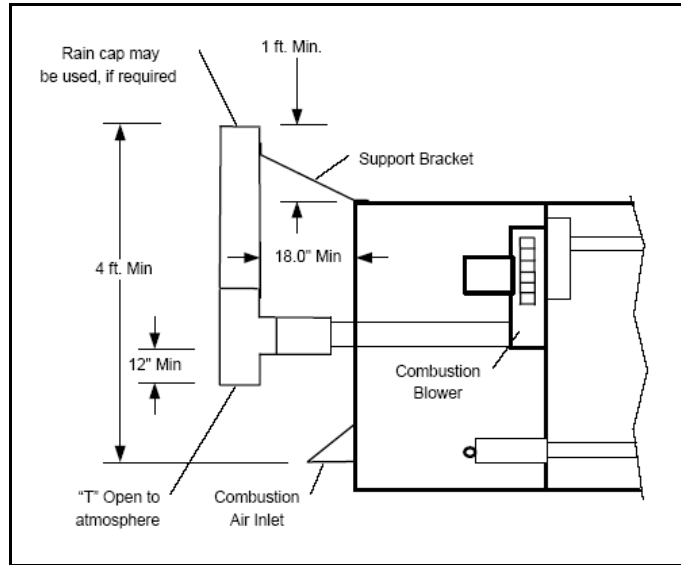 Rain cap may
be used, if required
1 ft. Min.
Support Bracket
18.0" Min
4 ft. Min
12" Min
Combustion
Blower
"T" Open to
atmosphere
Combustion
Air Inlet